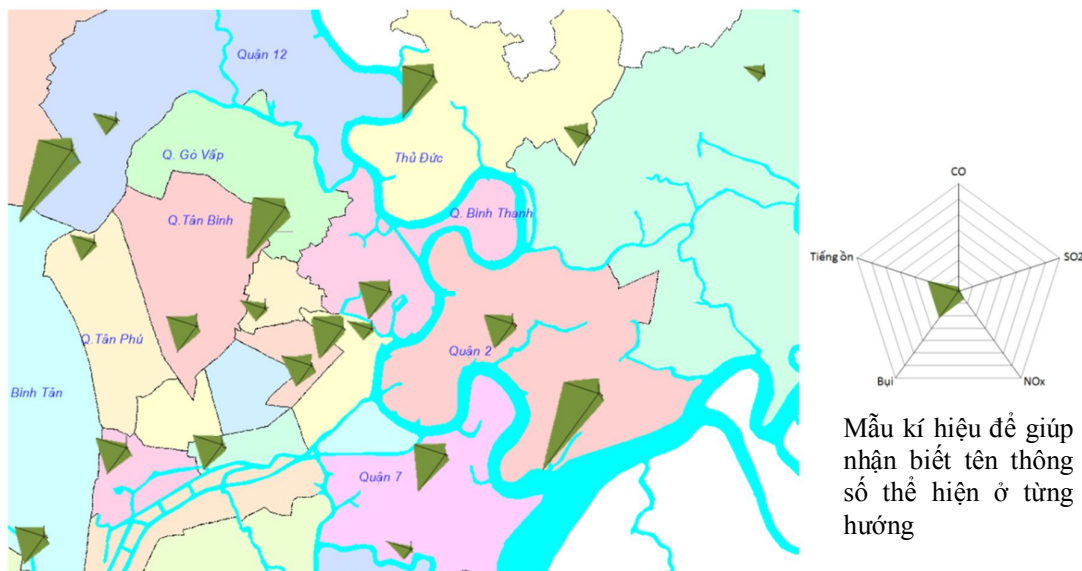 Quận 12
Q. Gò Vấp
Thủ Đức
Q.Tân Bình
Q. Bình Thanh
Q.Tân Phú
Quận 2
Bình Tân
Quận 7
CO
SO2
NOx
Bụi
Tiếng ồn
Mẫu kí hiệu để giúp
nhận biết tên thông
số thể hiện ở từng
hướng